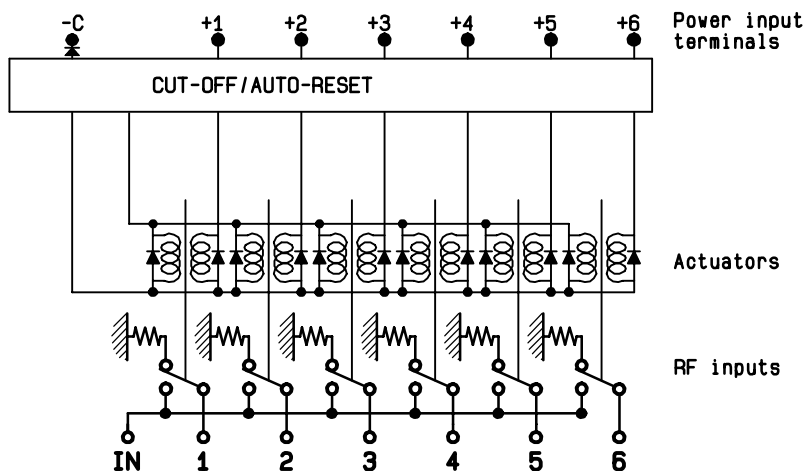 -C +1 +2 +3 +4 +5 +6
Power input
terminals
CUT-OFF/AUTO-RESET
Actuators
RF inputs
IN 1 2 3 4 5 6